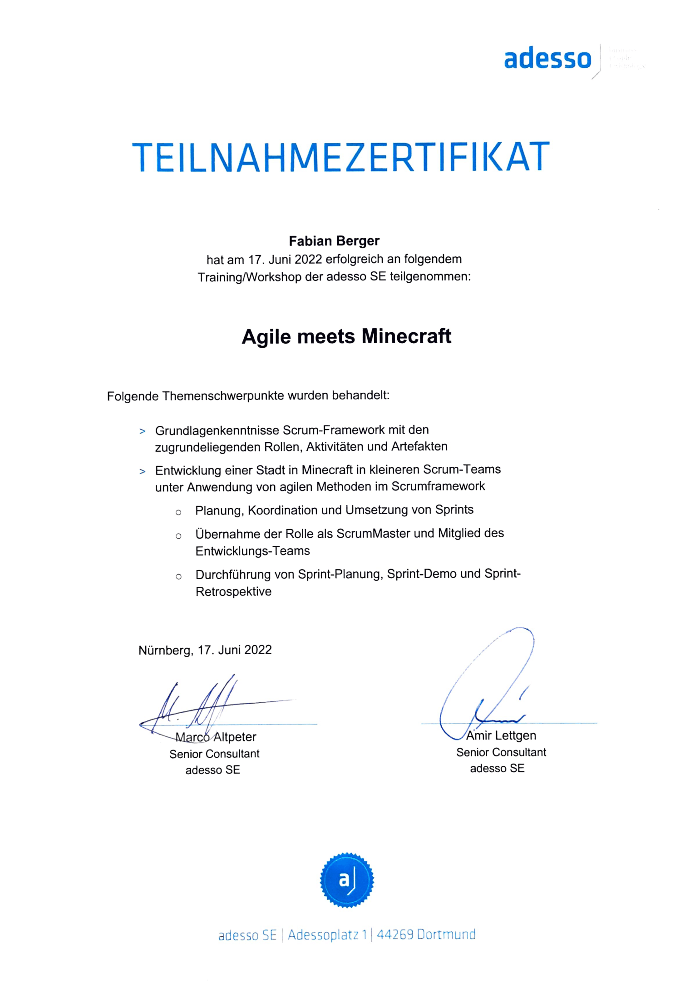 adesso
TEILNAHMEZERTIFIKAT
Fabian Berger
hat am 17. Juni 2022 erfolgreich an folgendem
Training/Workshop der adesso SE teilgenommen:
Agile meets Minecraft
Folgende Themenschwerpunkte wurden behandelt:
> Grundlagenkenntnisse Scrum-Framework mit den
zugrundeliegenden Rollen, Aktivitäten und Artefakten
> Entwicklung einer Stadt in Minecraft in kleineren Scrum-Teams
unter Anwendung von agilen Methoden im Scrumframework
o Planung, Koordination und Umsetzung von Sprints
o Übernahme der Rolle als ScrumMaster und Mitglied des
Entwicklungs-Teams
o Durchführung von Sprint-Planung, Sprint-Demo und Sprint-
Retrospektive
Nürnberg, 17. Juni 2022
Marco Altpeter
Senior Consultant
adesso SE
Amir Lettgen
Senior Consultant
adesso SE
a
adesso SE | Adessoplatz 1 | 44269 Dortmund